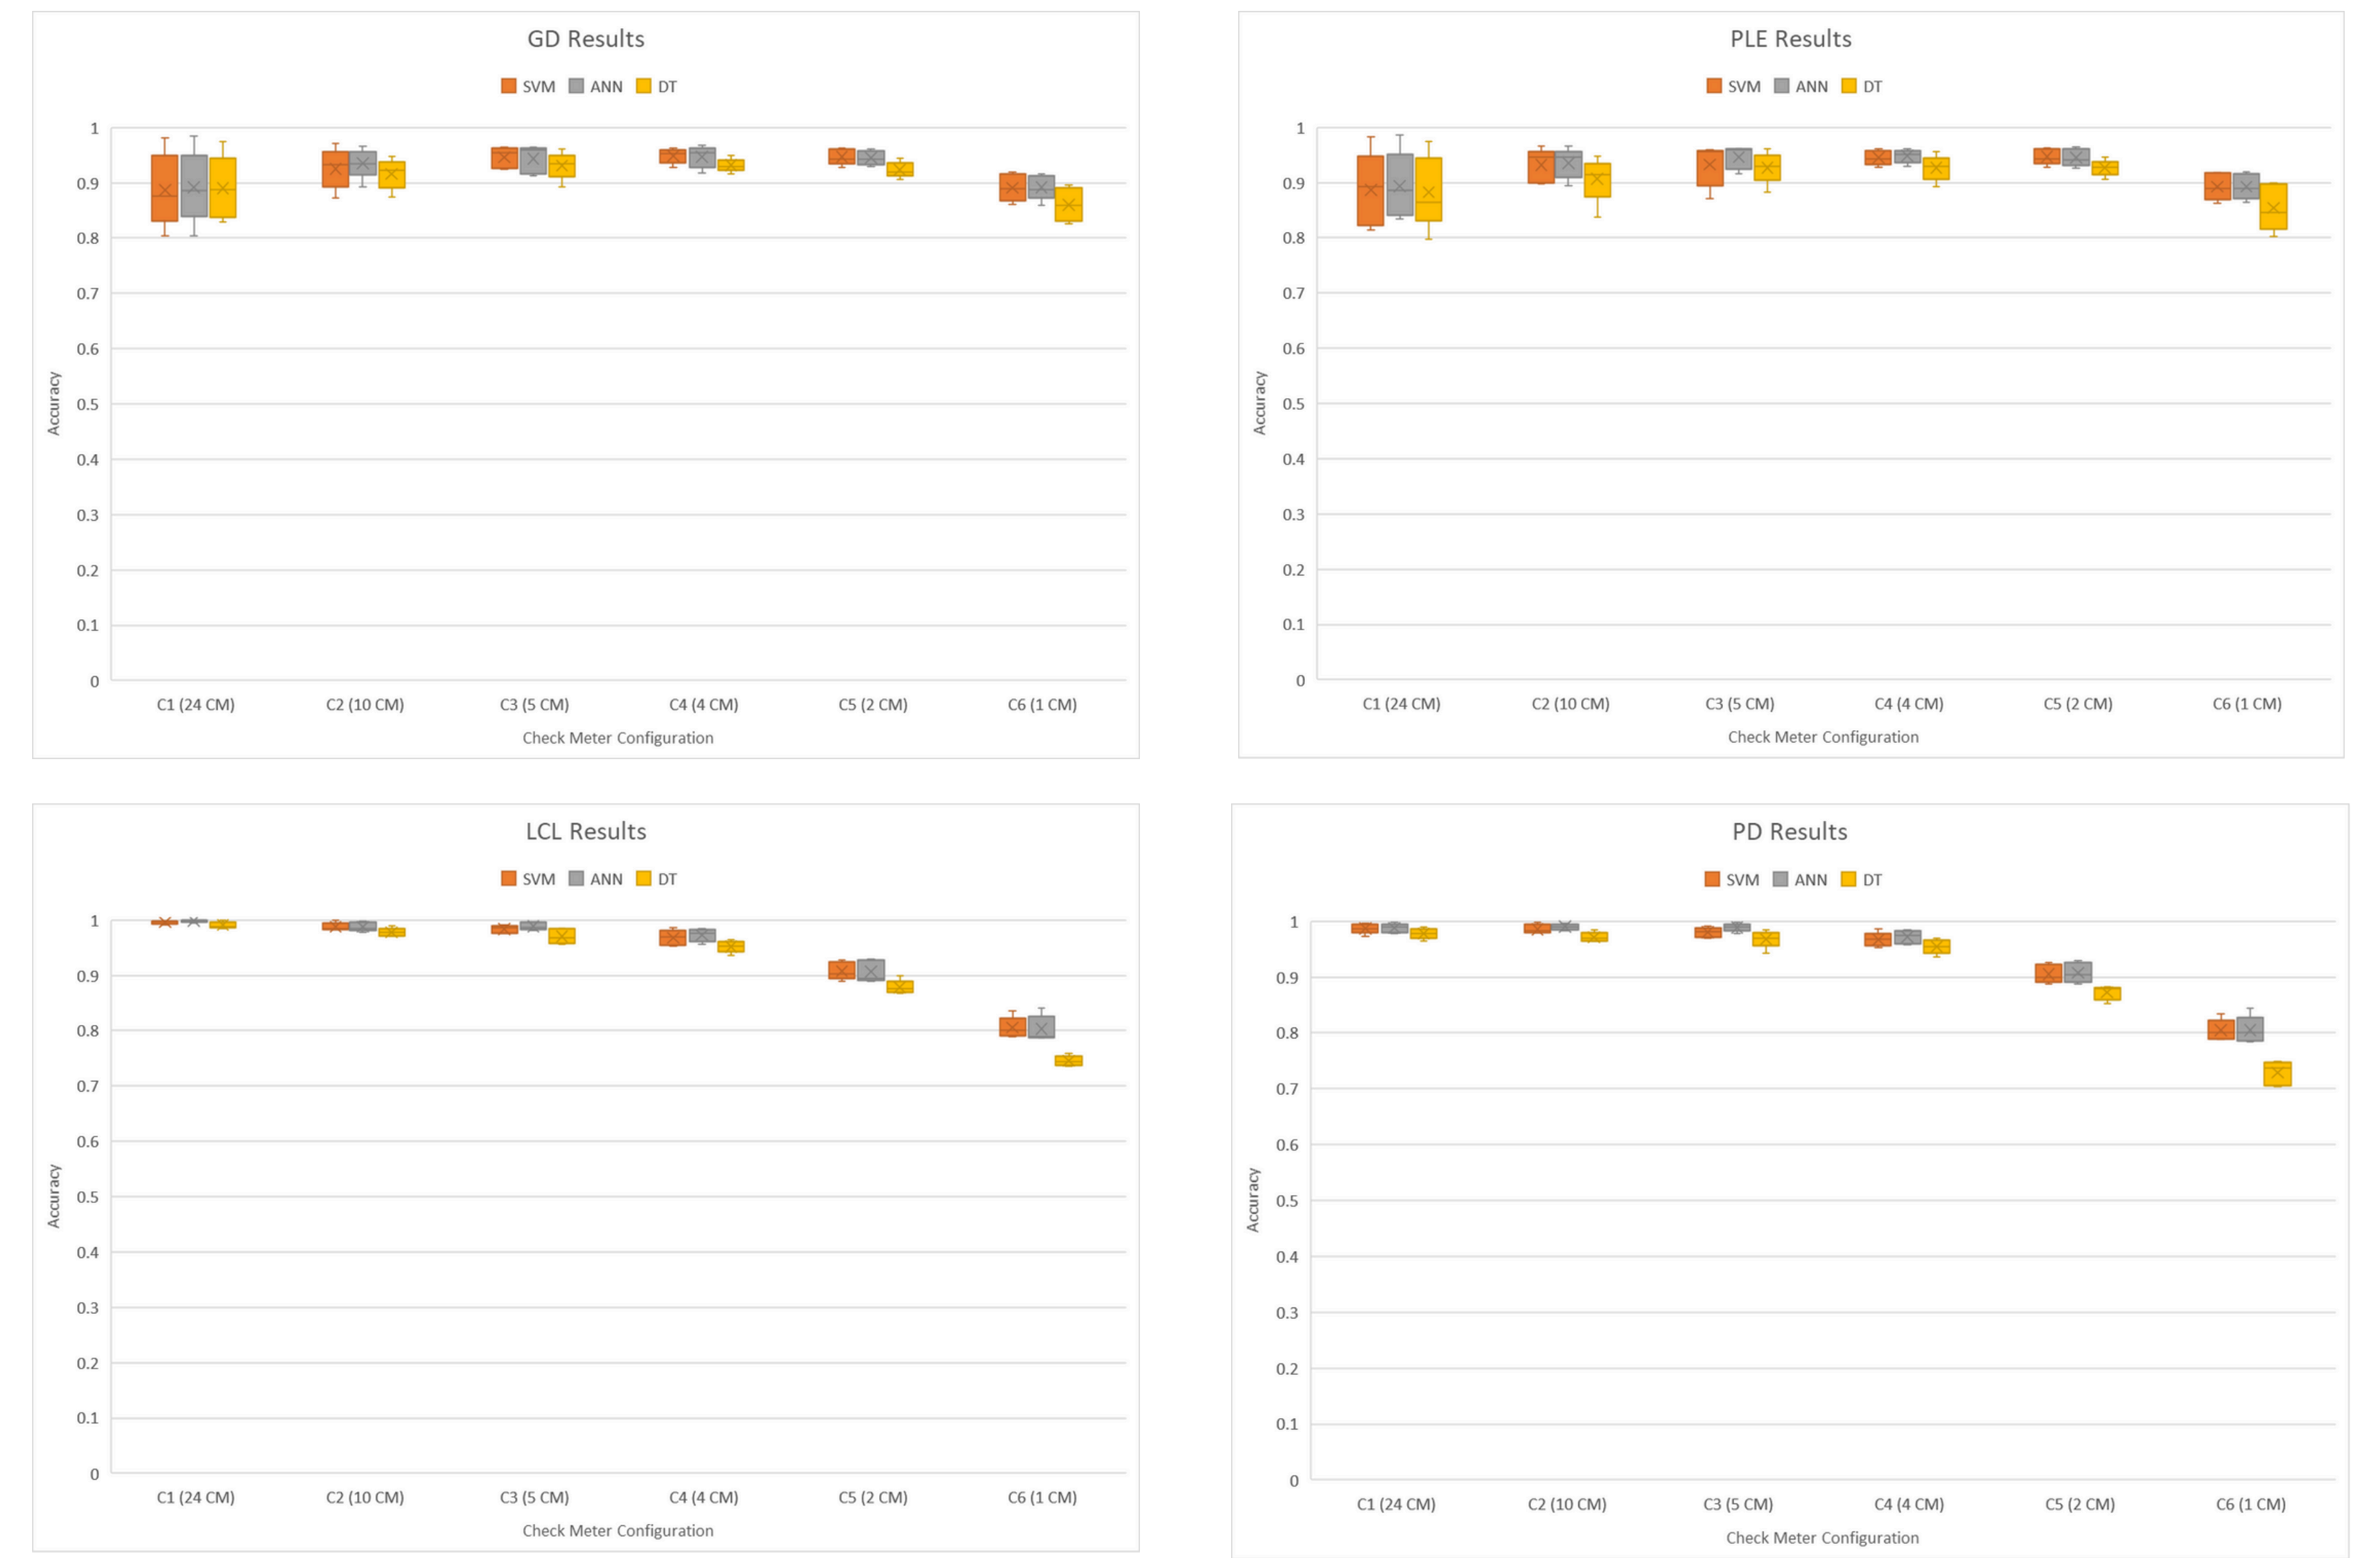 GD Results
SVM ANN DT
1
0.9
0.8
0.7
0.6
0.5
0.4
0.3
0.2
0.1
0
Accuracy
C1 (24 CM) C2 (10 CM) C3 (5 CM) C4 (4 CM) C5 (2 CM) C6 (1 CM)
Check Meter Configuration
PLE Results
SVM ANN DT
1
0.9
0.8
0.7
0.6
0.5
0.4
0.3
0.2
0.1
0
Accuracy
C1 (24 CM) C2 (10 CM) C3 (5 CM) C4 (4 CM) C5 (2 CM) C6 (1 CM)
Check Meter Configuration
LCL Results
SVM ANN DT
1
0.9
0.8
0.7
0.6
0.5
0.4
0.3
0.2
0.1
0
Accuracy
C1 (24 CM) C2 (10 CM) C3 (5 CM) C4 (4 CM) C5 (2 CM) C6 (1 CM)
Check Meter Configuration
PD Results
SVM ANN DT
1
0.9
0.8
0.7
0.6
0.5
0.4
0.3
0.2
0.1
0
Accuracy
C1 (24 CM) C2 (10 CM) C3 (5 CM) C4 (4 CM) C5 (2 CM) C6 (1 CM)
Check Meter Configuration